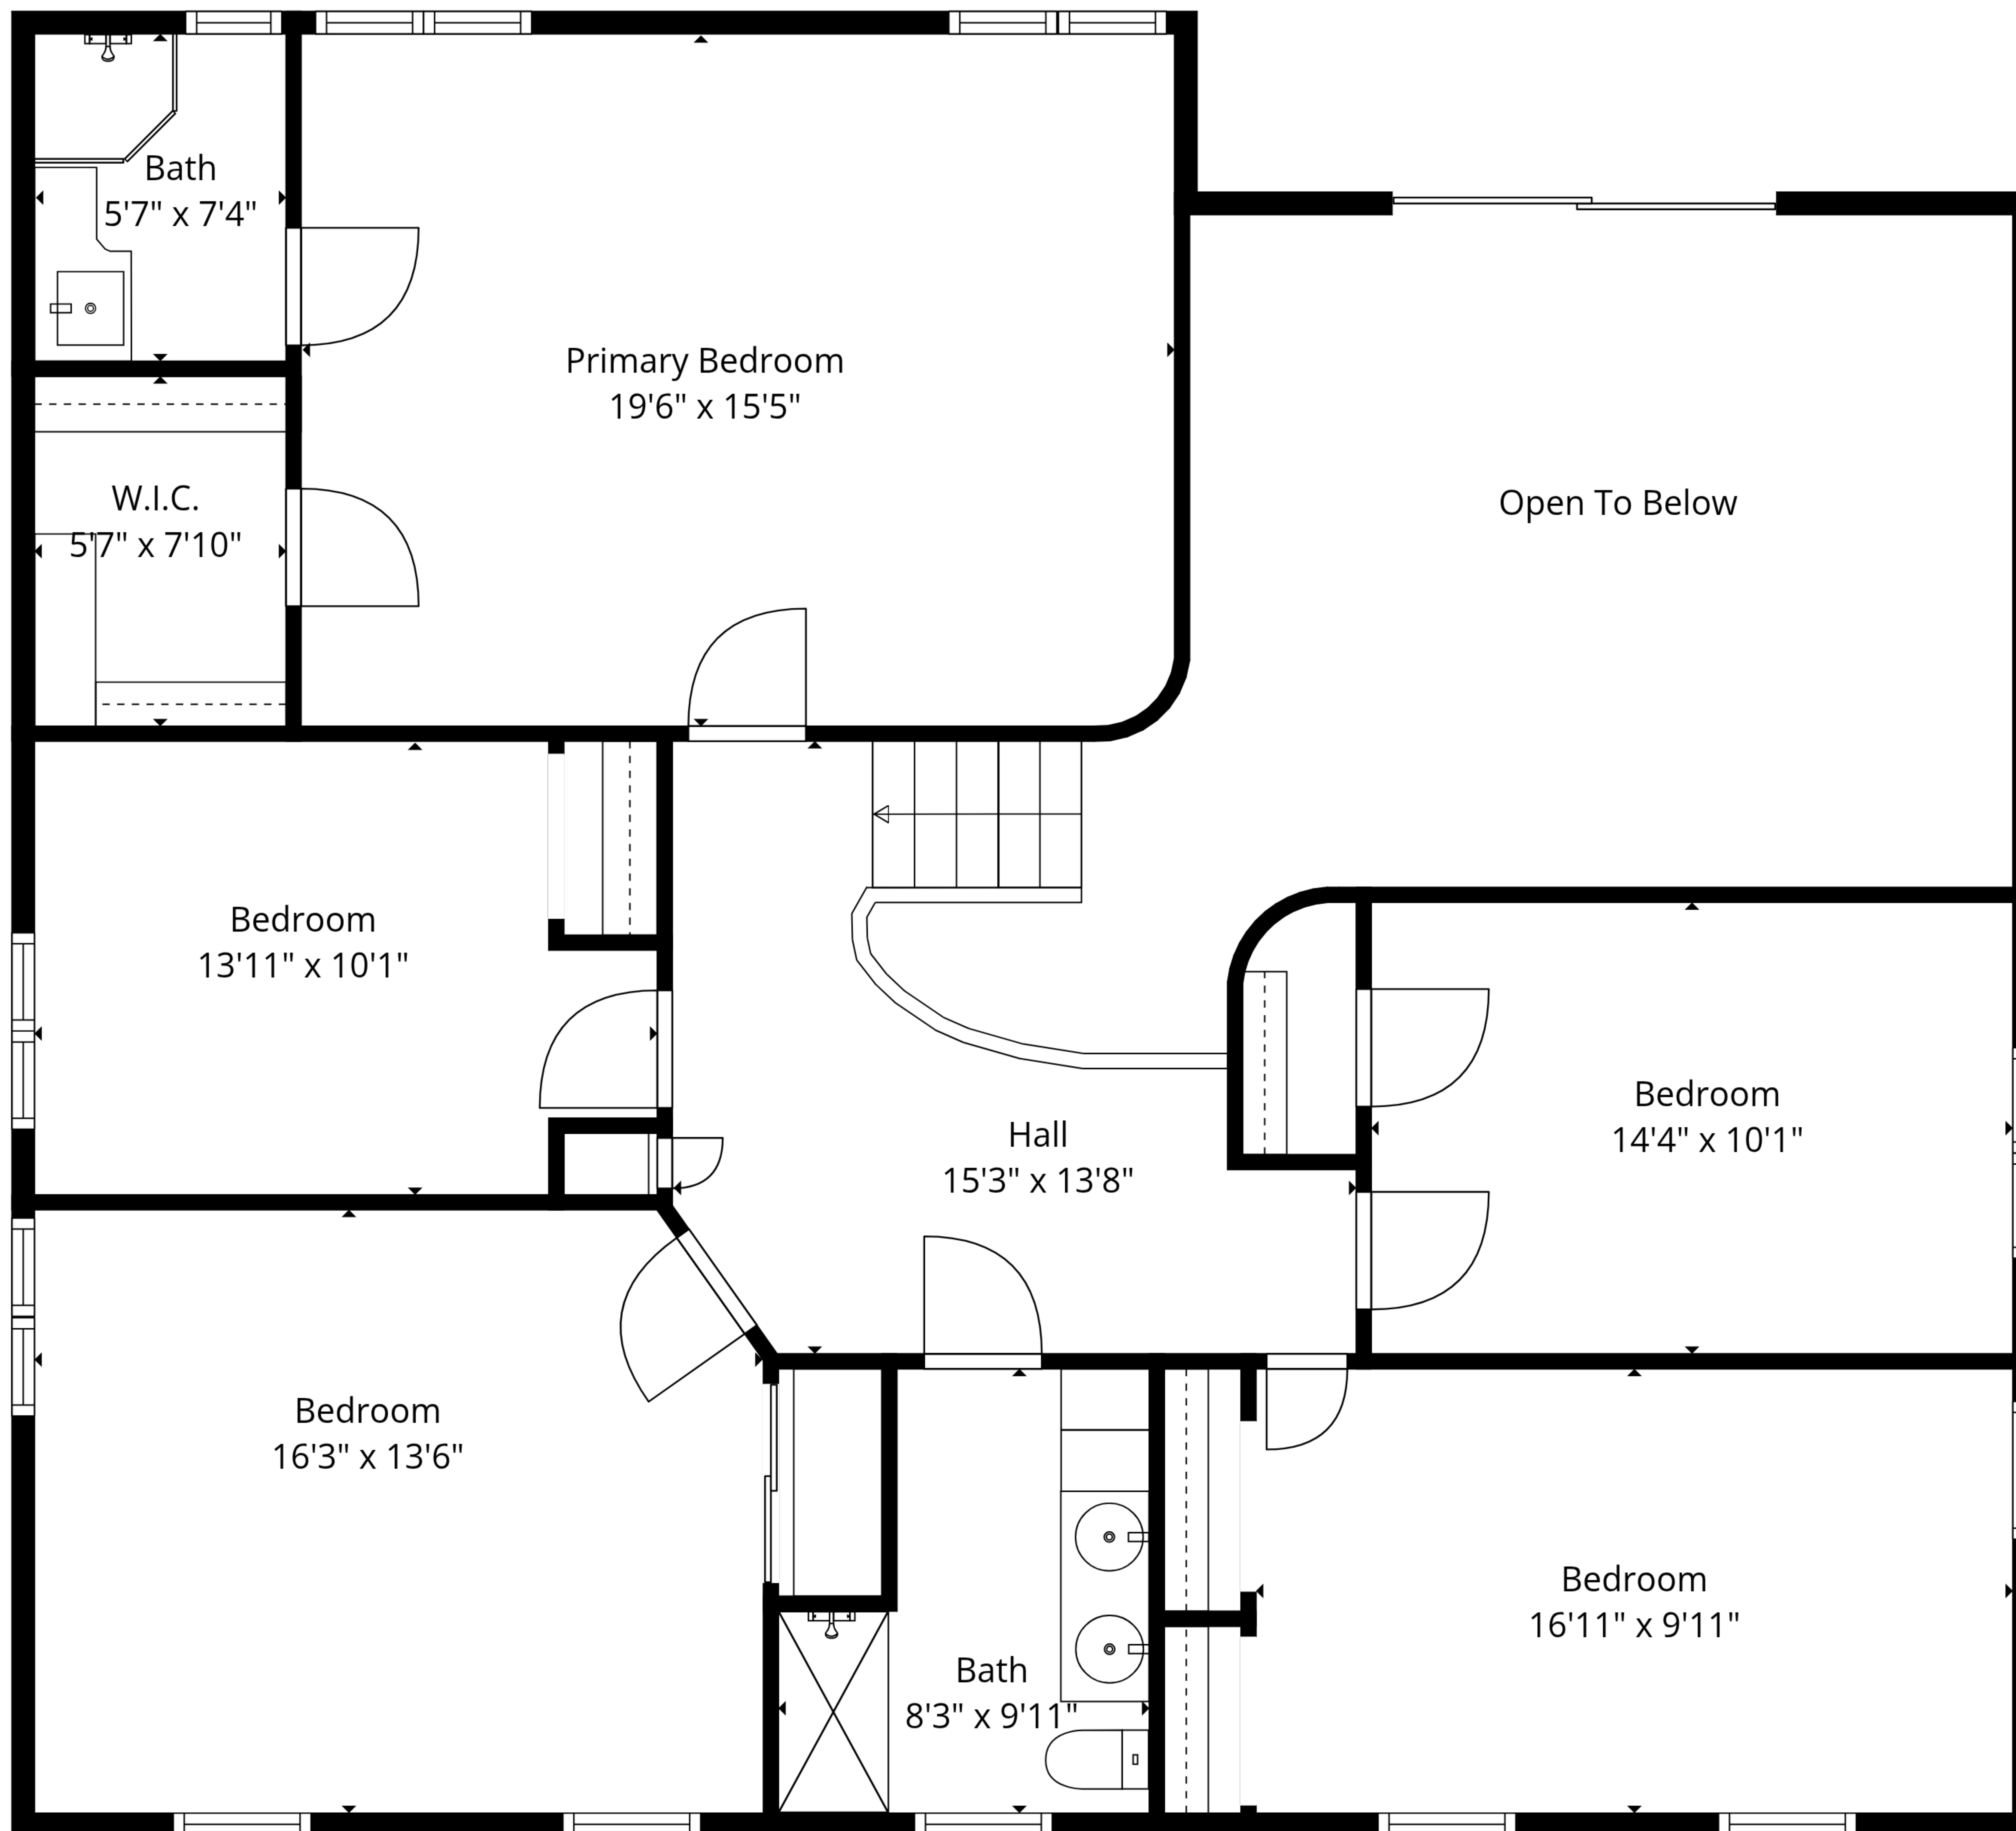 Bath
5'7" x 7'4"
Primary Bedroom
19'6" x 15'5"
W.I.C.
5'7" x 7'10"
Open To Below
Bedroom
13'11" x 10'1"
Bedroom
14'4" x 10'1"
Hall
15'3" x 13'8"
Bedroom
16'3" x 13'6"
Bedroom
16'11" x 9'11"
Bath
8'3" x 9'11"